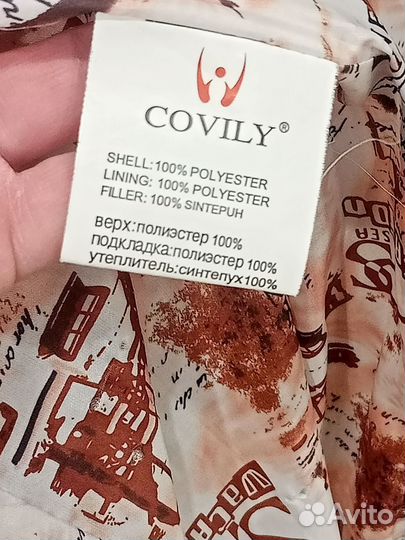 COVILY®
SHELL:100% POLYESTER
LINING: 100% POLYESTER
FILLER: 100% SINTEPUH
верх:полиэстер 100%
подкладка:полиэстер 100%
утеплитель:синтепух100%
SEA
Avito